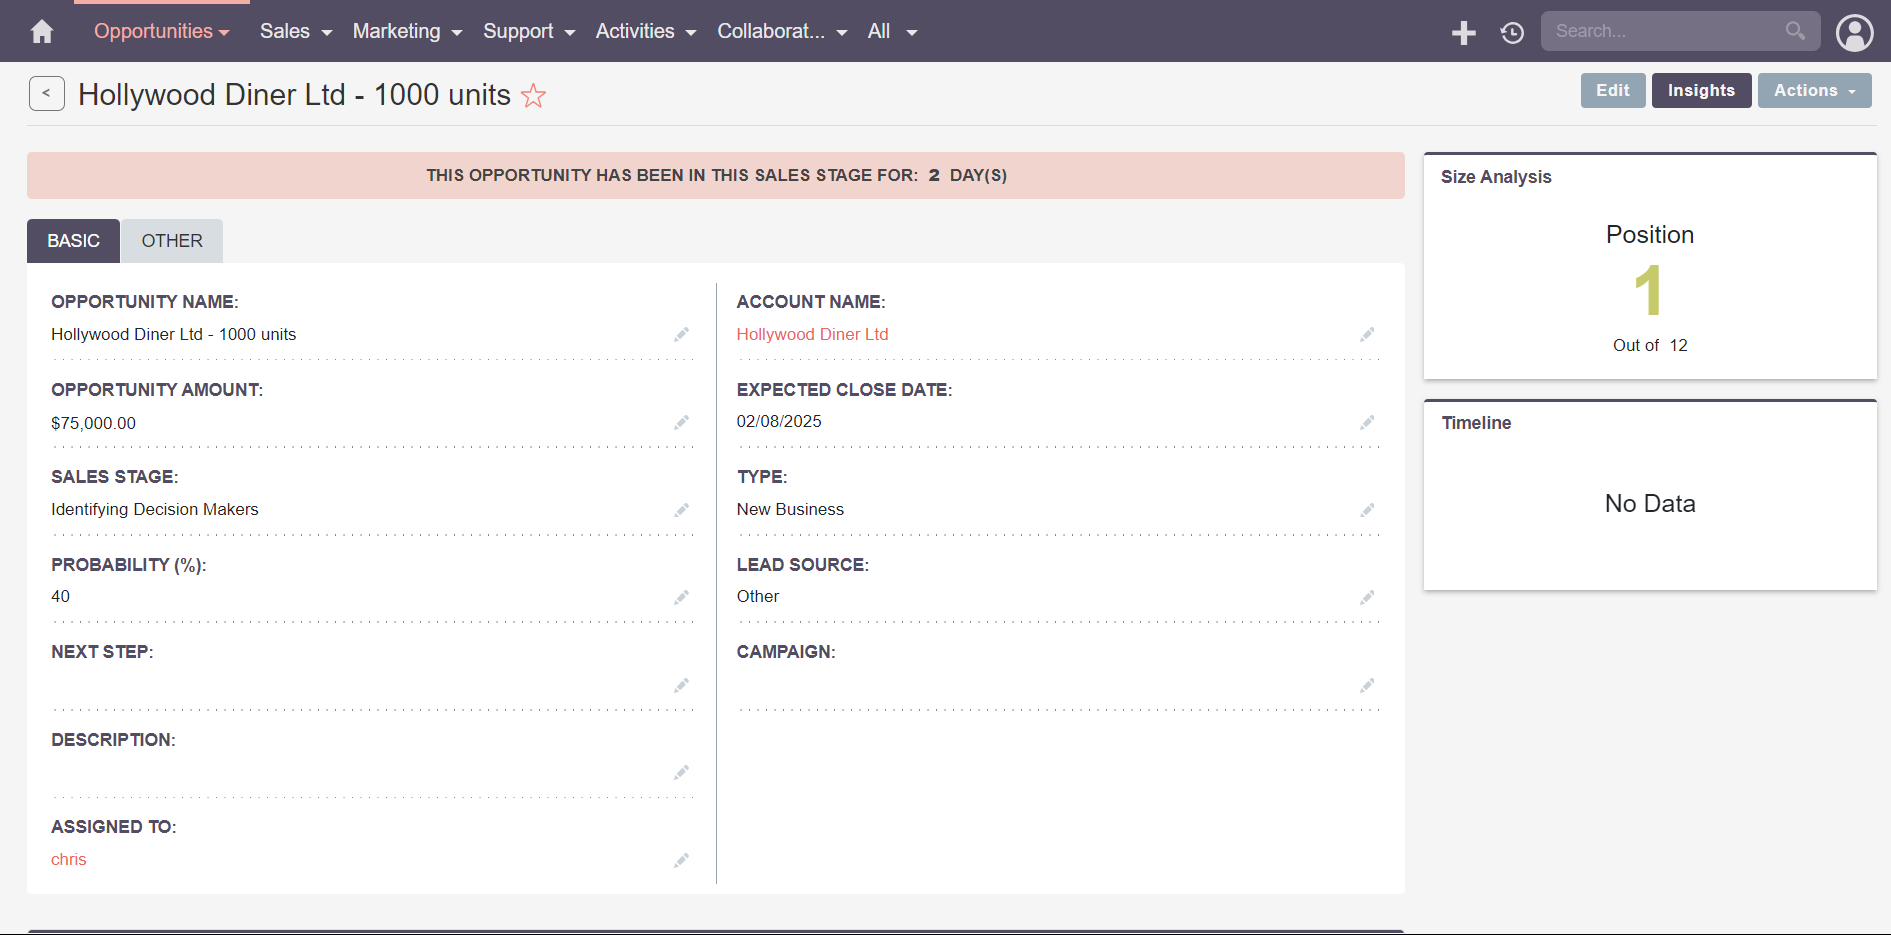 Opportunities Sales Marketing Support Activities Collaborat... All Search...
< Hollywood Diner Ltd - 1000 units Edit Insights Actions
THIS OPPORTUNITY HAS BEEN IN THIS SALES STAGE FOR: 2 DAY(S)
BASIC OTHER
OPPORTUNITY NAME:
Hollywood Diner Ltd - 1000 units
ACCOUNT NAME:
Hollywood Diner Ltd
OPPORTUNITY AMOUNT:
$75,000.00
EXPECTED CLOSE DATE:
02/08/2025
SALES STAGE:
Identifying Decision Makers
TYPE:
New Business
PROBABILITY (%):
40
LEAD SOURCE:
Other
NEXT STEP:
CAMPAIGN:
DESCRIPTION:
ASSIGNED TO:
chris
Size Analysis
Position
1
Out of 12
Timeline
No Data